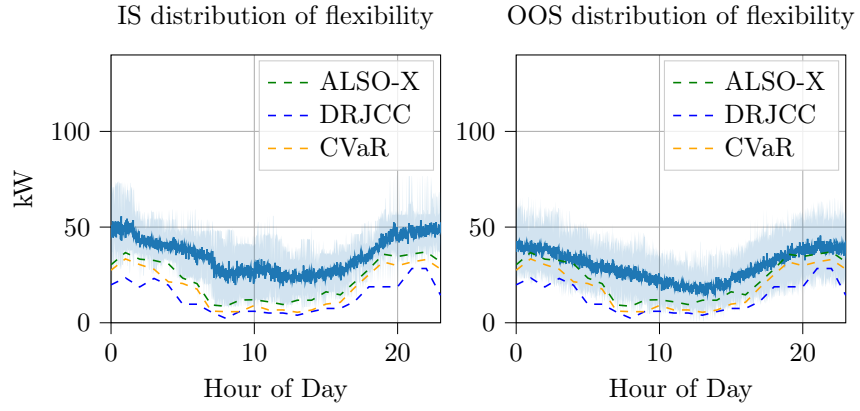 IS distribution of flexibility
OOS distribution of flexibility
kW
100
50
0
ALSO-X
DRJCC
CVaR
0 10 20
Hour of Day
100
50
0
ALSO-X
DRJCC
CVaR
0 10 20
Hour of Day